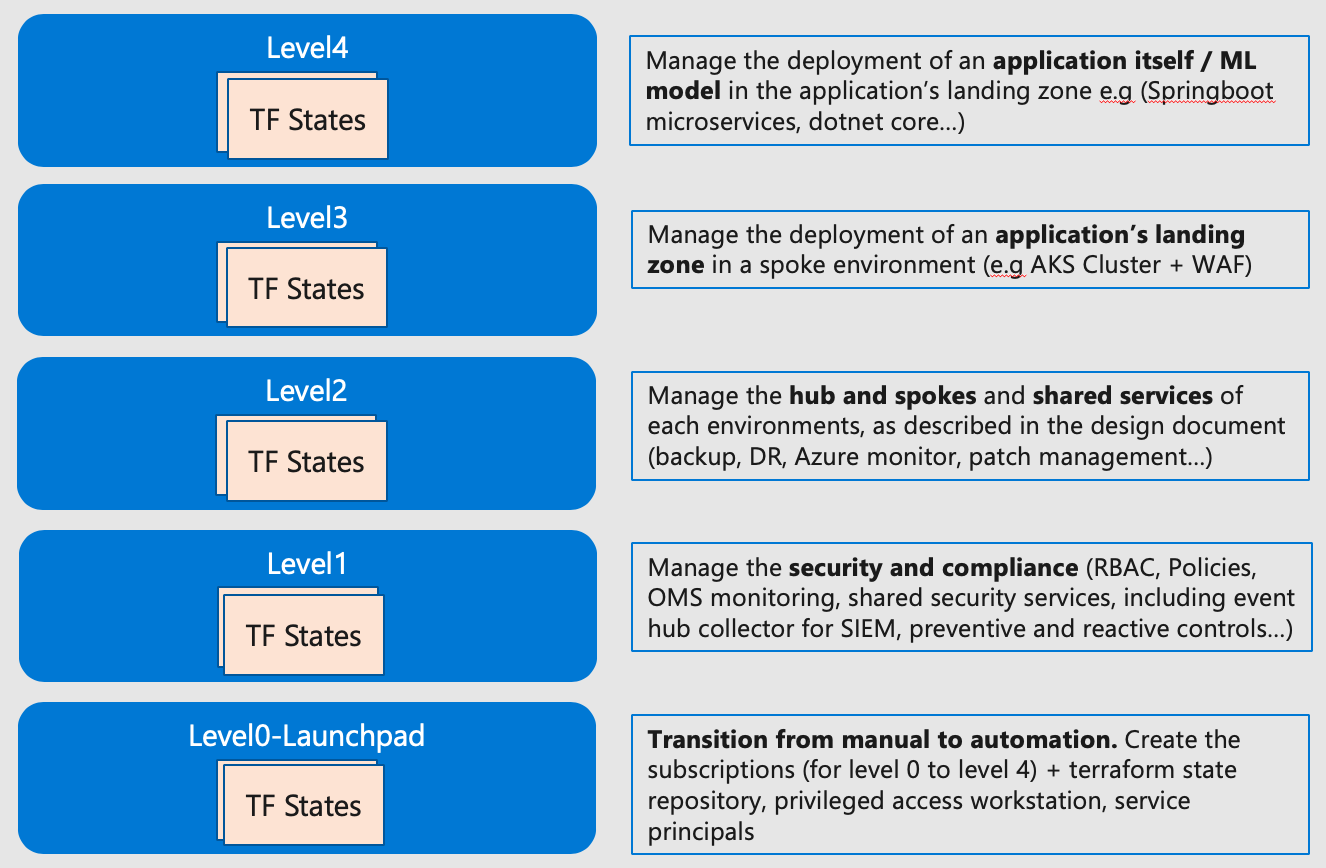 Level4
TF States
Manage the deployment of an application itself / ML
model in the application's landing zone e.g (Springboot
microservices, dotnet core...)
Level3
TF States
Manage the deployment of an application's landing
zone in a spoke environment (e.g AKS Cluster + WAF)
Level2
TF States
Manage the hub and spokes and shared services of
each environments, as described in the design document
(backup, DR, Azure monitor, patch management...)
Level1
TF States
Manage the security and compliance (RBAC, Policies,
OMS monitoring, shared security services, including event
hub collector for SIEM, preventive and reactive controls...)
Level0-Launchpad
TF States
Transition from manual to automation. Create the
subscriptions (for level 0 to level 4) + terraform state
repository, privileged access workstation, service
principals